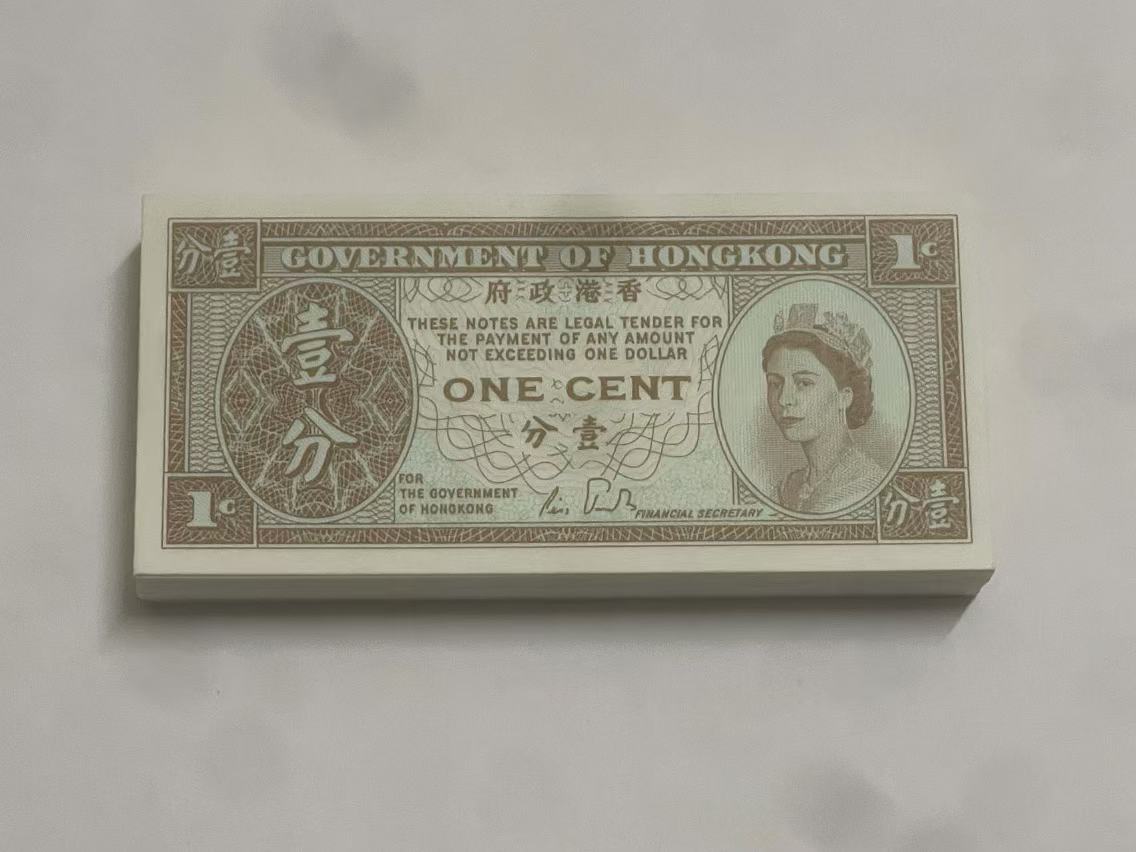 分壹
GOVERNMENT OF HONGKONG
1c
府政港香
THESE NOTES ARE LEGAL TENDER FOR
THE PAYMENT OF ANY AMOUNT
NOT EXCEEDING ONE DOLLAR
ONE CENT
分壹
壹
分
FOR
THE GOVERNMENT
OF HONGKONG
FINANCIAL SECRETARY
1c
分壹